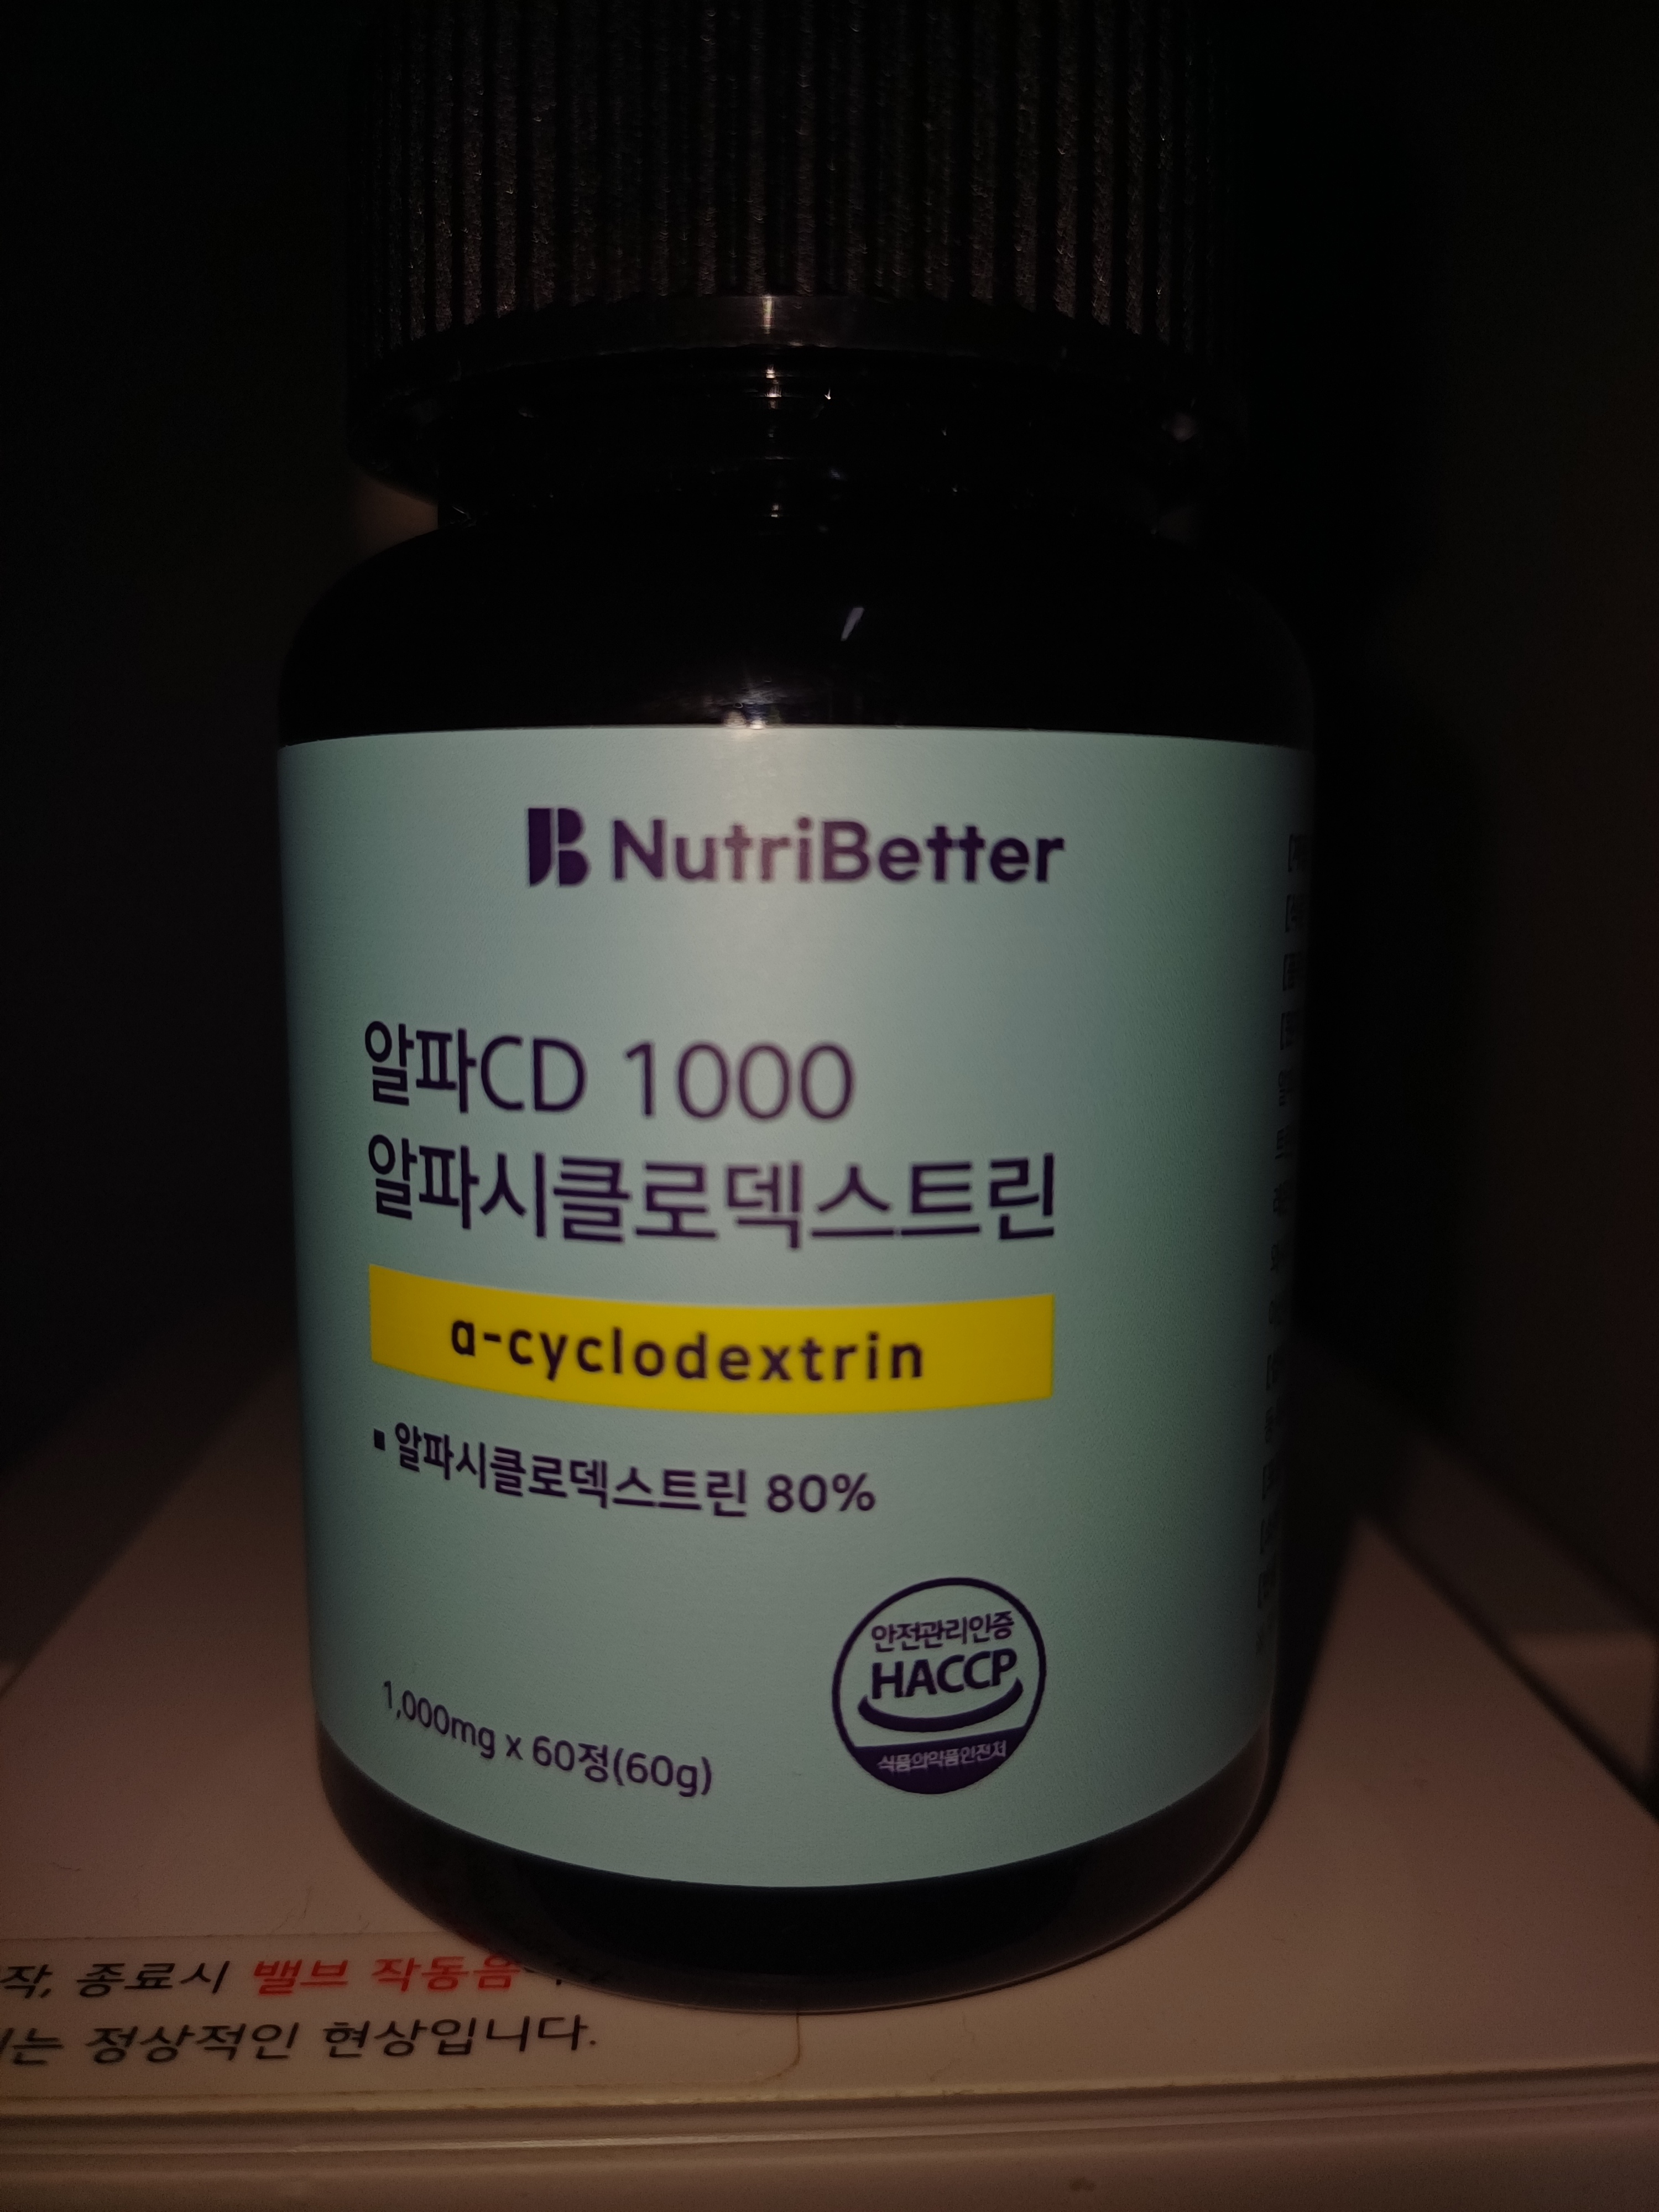 NutriBetter
알파CD 1000
알파시클로덱스트린
α-cyclodextrin
▪ 알파시클로덱스트린 80%
안전관리인증
HACCP
식품의약품안전처
1,000mg x 60정(60g)
작, 종료시 밸브 작동음
는 정상적인 현상입니다.